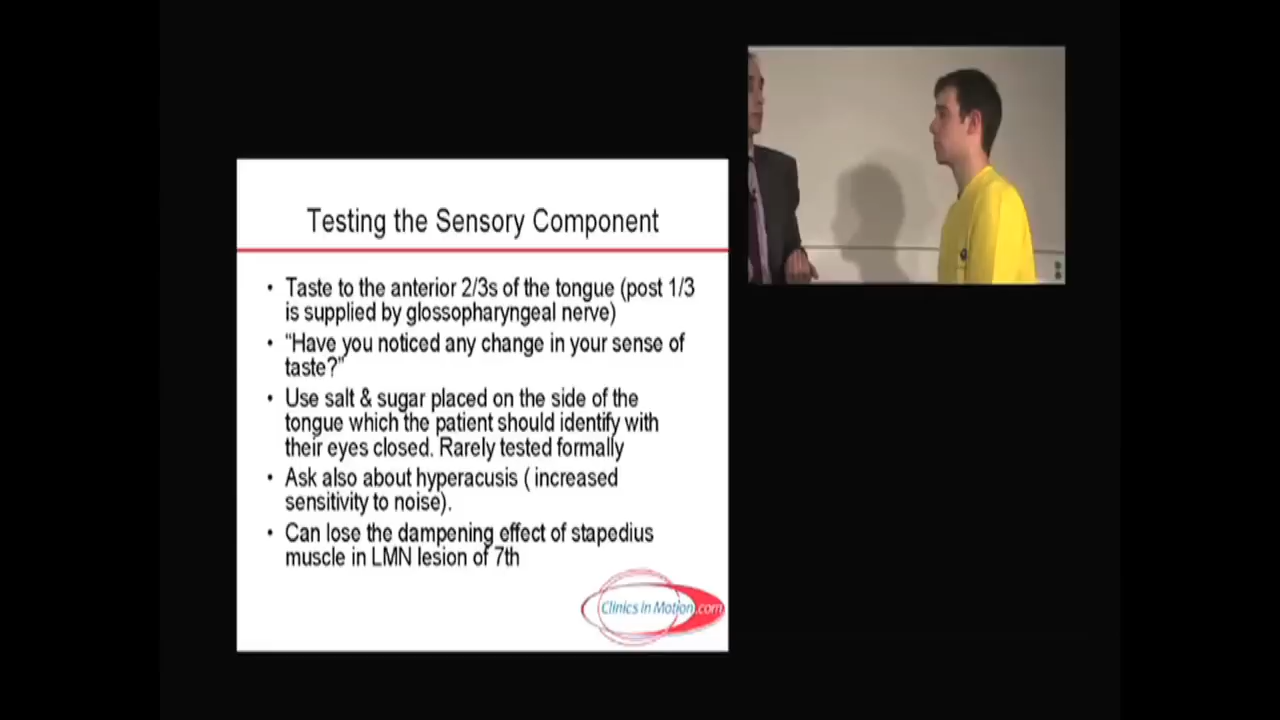 Testing the Sensory Component
• Taste to the anterior 2/3s of the tongue (post 1/3
is supplied by glossopharyngeal nerve)
• “Have you noticed any change in your sense of
taste?”
• Use salt & sugar placed on the side of the
tongue which the patient should identify with
their eyes closed. Rarely tested formally
• Ask also about hyperacusis ( increased
sensitivity to noise).
• Can lose the dampening effect of stapedius
muscle in LMN lesion of 7th
Clinics in Motion.com